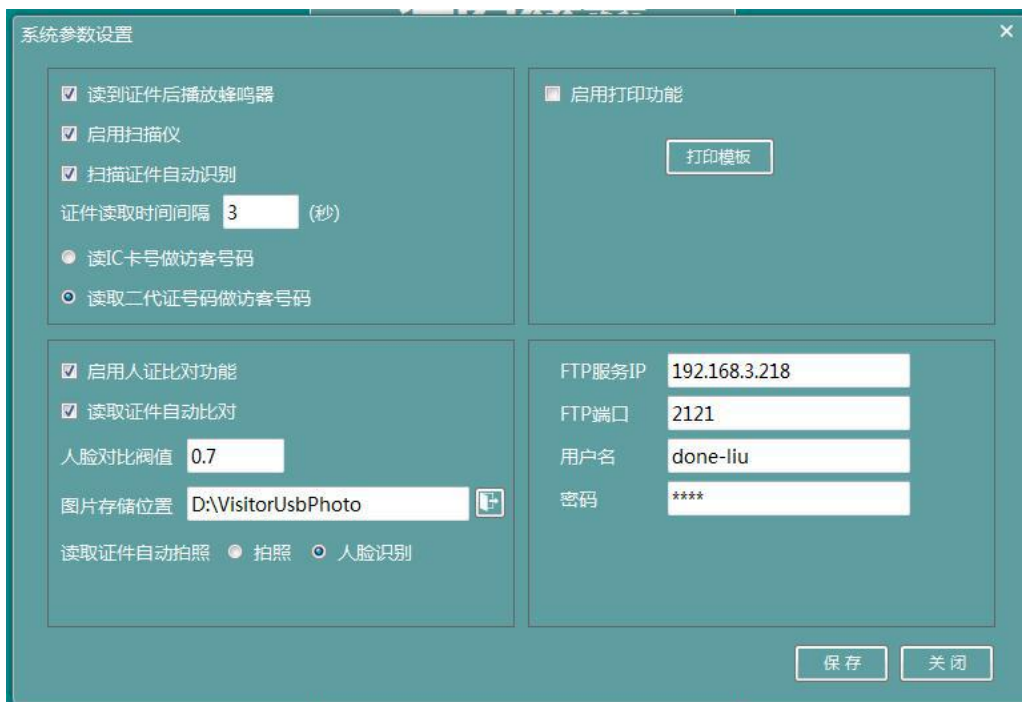 系统参数设置
读到证件后播放蜂鸣器
启用扫描仪
扫描证件自动识别
证件读取时间间隔 3 (秒)
读IC卡号做访客号码
读取二代证号码做访客号码
启用打印功能
打印模板
启用人证比对功能
读取证件自动比对
人脸对比阀值 0.7
图片存储位置 D:\VisitorUsbPhoto
读取证件自动拍照 拍照 人脸识别
FTP服务IP 192.168.3.218
FTP端口 2121
用户名 done-liu
密码 ****
保存 关闭